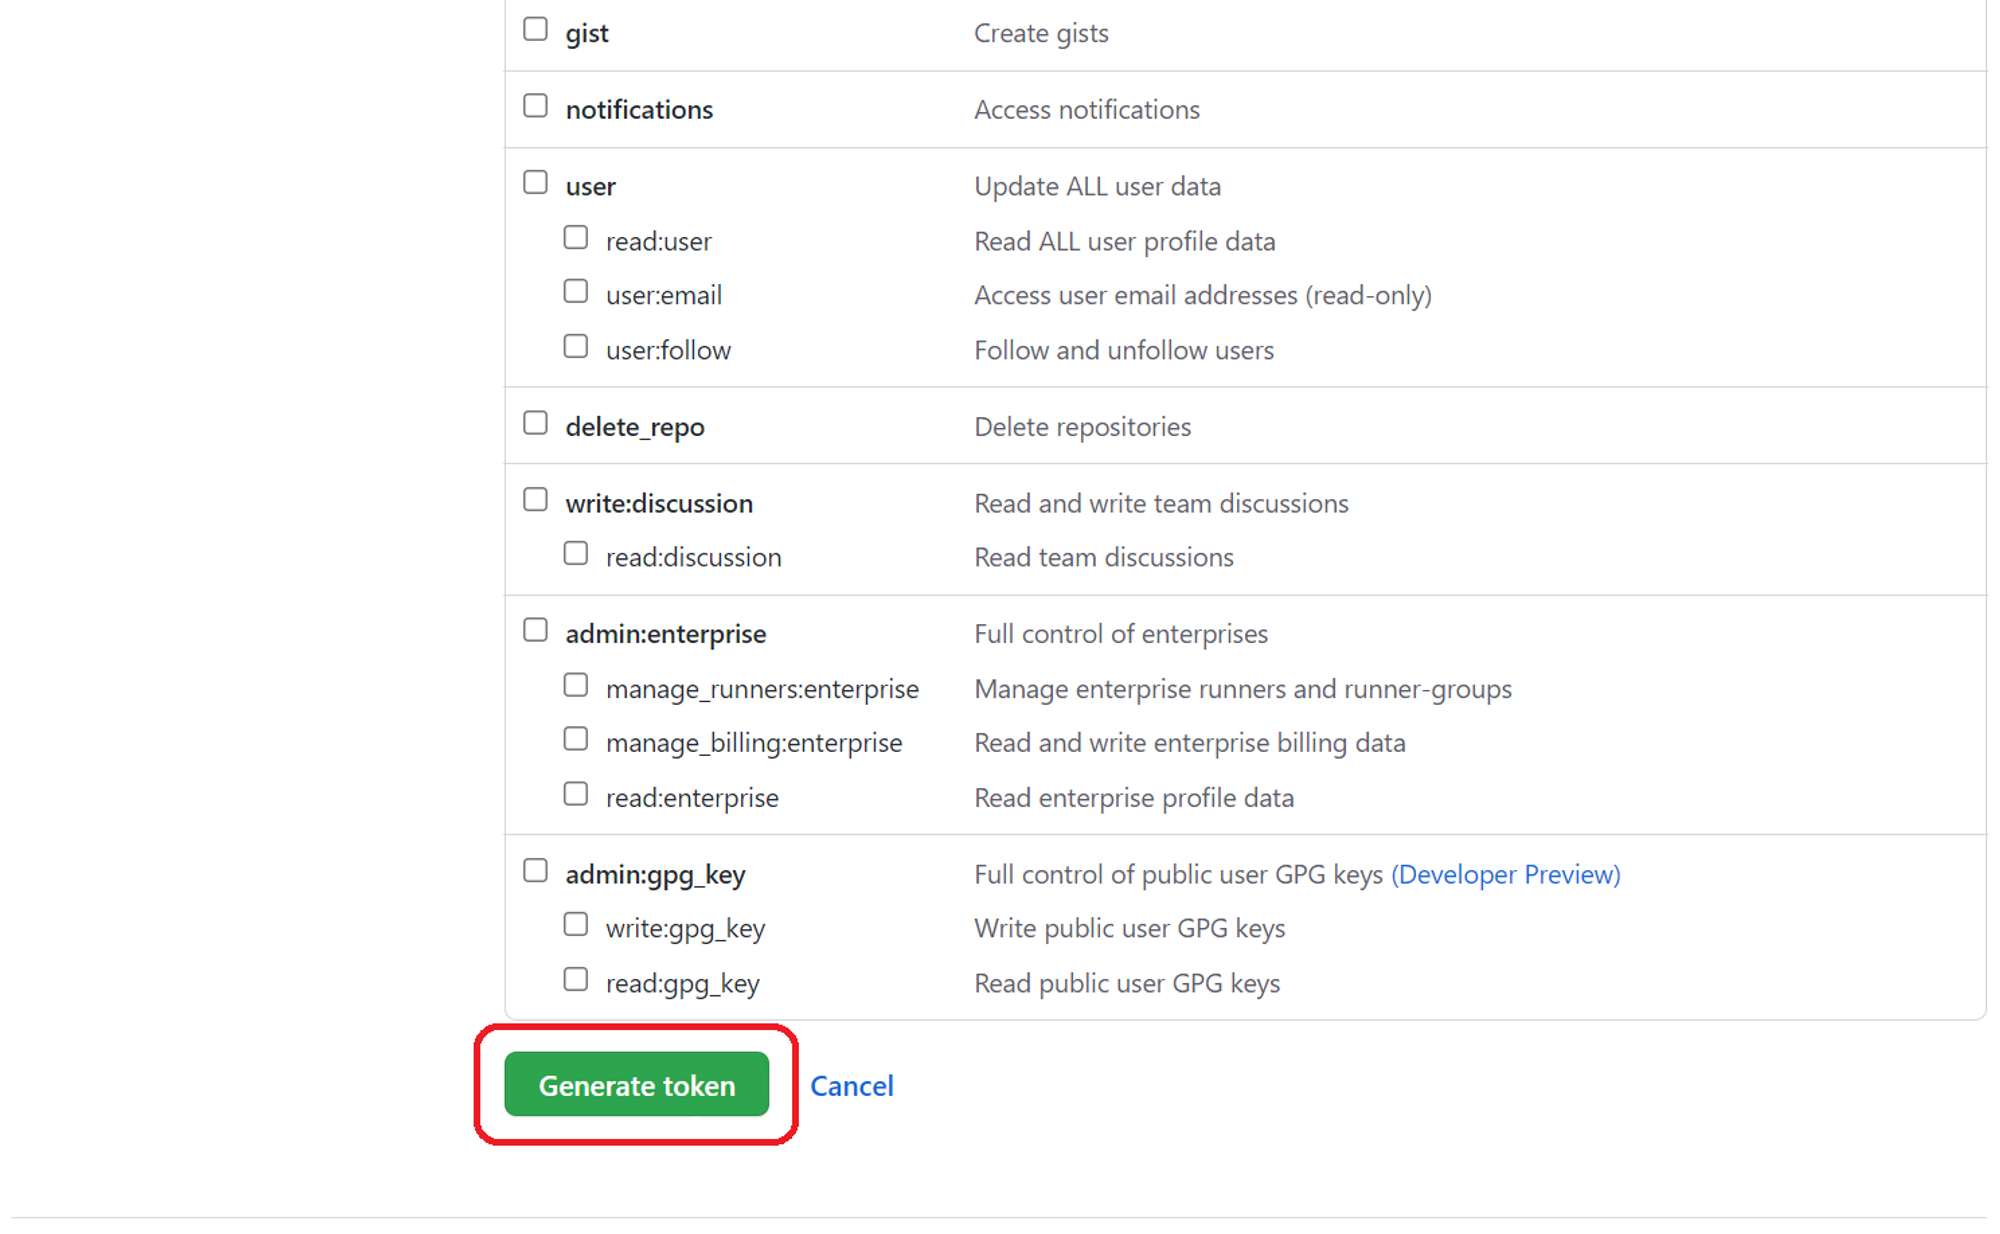 gist Create gists
notifications Access notifications
user Update ALL user data
read:user Read ALL user profile data
user:email Access user email addresses (read-only)
user:follow Follow and unfollow users
delete_repo Delete repositories
write:discussion Read and write team discussions
read:discussion Read team discussions
admin:enterprise Full control of enterprises
manage_runners:enterprise Manage enterprise runners and runner-groups
manage_billing:enterprise Read and write enterprise billing data
read:enterprise Read enterprise profile data
admin:gpg_key Full control of public user GPG keys (Developer Preview)
write:gpg_key Write public user GPG keys
read:gpg_key Read public user GPG keys
Generate token Cancel